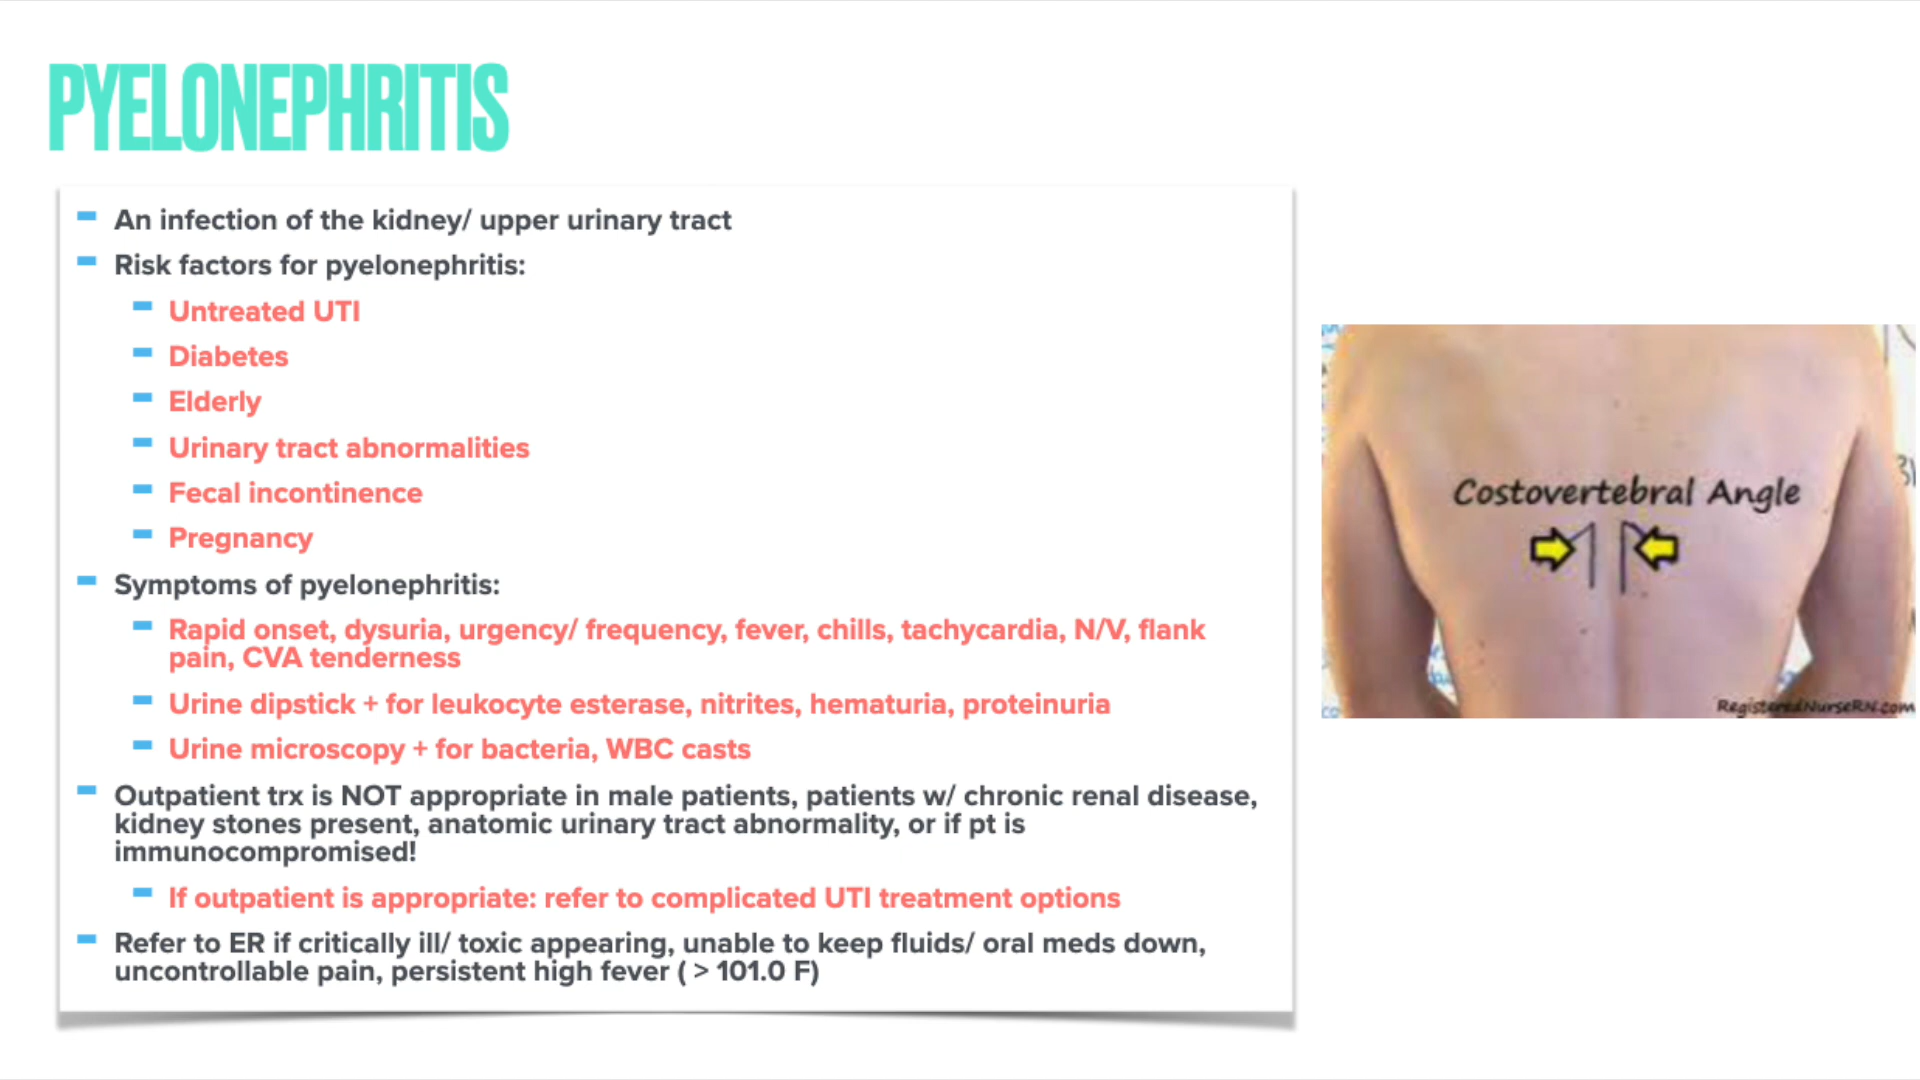 PYELONEPHRITIS
An infection of the kidney/ upper urinary tract
Risk factors for pyelonephritis:
Untreated UTI
Diabetes
Elderly
Urinary tract abnormalities
Fecal incontinence
Pregnancy
Symptoms of pyelonephritis:
Rapid onset, dysuria, urgency/ frequency, fever, chills, tachycardia, N/V, flank
pain, CVA tenderness
Urine dipstick + for leukocyte esterase, nitrites, hematuria, proteinuria
Urine microscopy + for bacteria, WBC casts
Outpatient trx is NOT appropriate in male patients, patients w/ chronic renal disease,
kidney stones present, anatomic urinary tract abnormality, or if pt is
immunocompromised!
If outpatient is appropriate: refer to complicated UTI treatment options
Refer to ER if critically ill/ toxic appearing, unable to keep fluids/ oral meds down,
uncontrollable pain, persistent high fever ( > 101.0 F)
Costovertebral Angle
RegisteredNurseRN.com